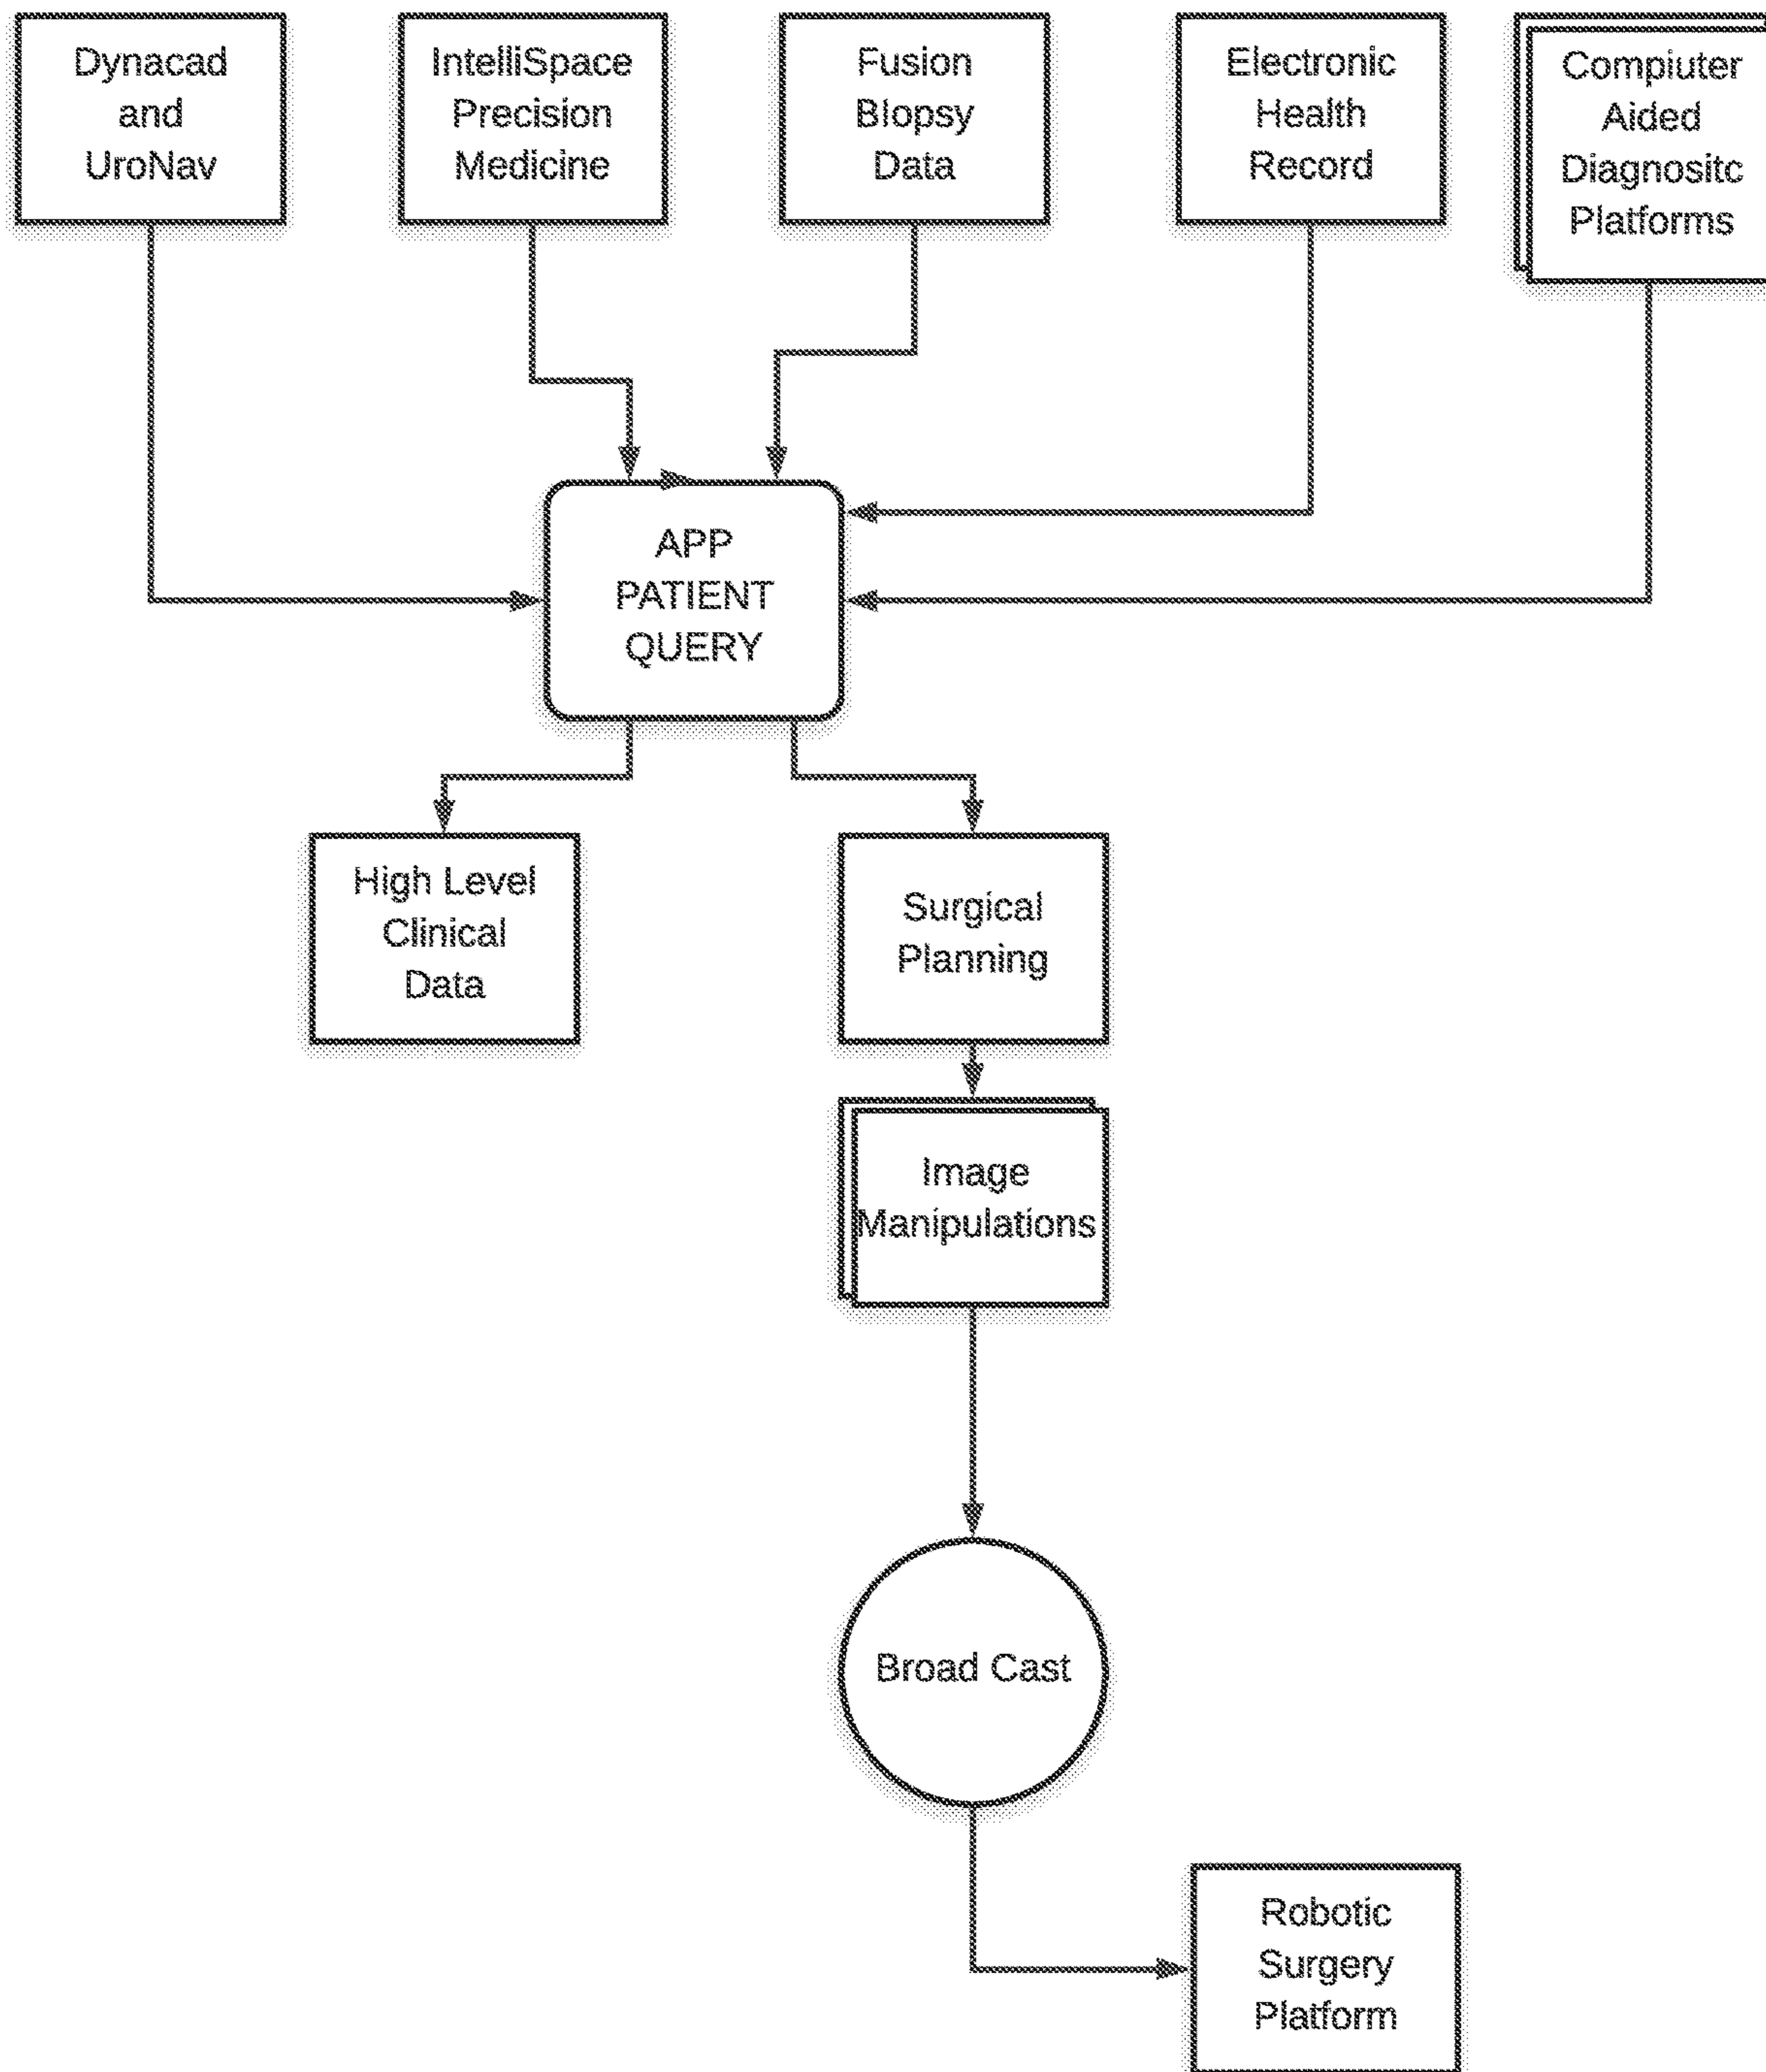 Dynacad
and
UroNav
IntelliSpace
Precision
Medicine
Fusion
BIopsy
Data
Electronic
Health
Record
Compiuter
Aided
Diagnositc
Platforms
APP
PATIENT
QUERY
High Level
Clinical
Data
Surgical
Planning
Image
Manipulations
Broad Cast
Robotic
Surgery
Platform